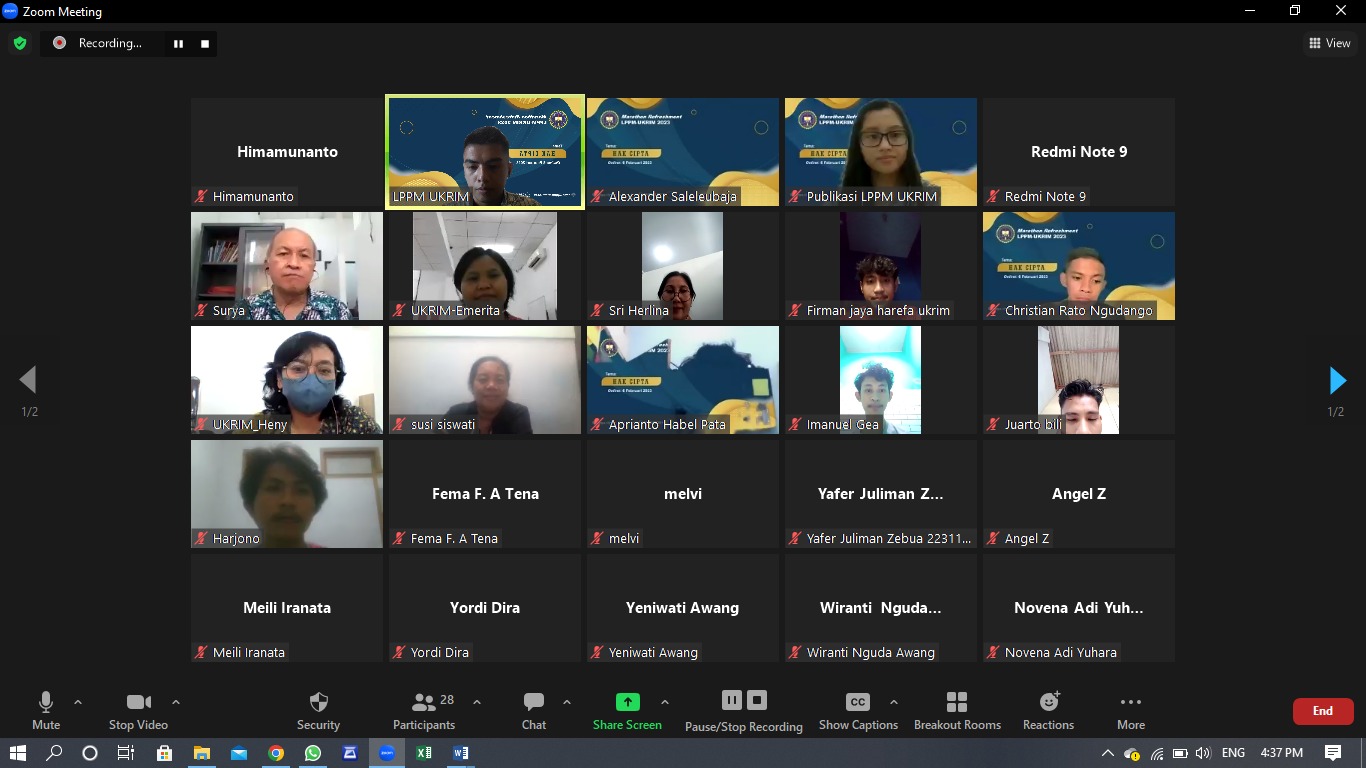 Zoom Meeting
Recording...
View
Himamunanto
Himamunanto
LPPM UKRIM
Marathon Refreshment
LPPM-UKRIM 2023
Tema:
HAK CIPTA
Alexander Saleleubaja
Publikasi LPPM UKRIM
Redmi Note 9
Redmi Note 9
Surya
UKRIM-Emerita
Sri Herlina
Firman jaya harefa ukrim
Marathon Refreshment
LPPM-UKRIM 2023
Tema:
HAK CIPTA
Christian Rato Ngudango
UKRIM_Heny
susi siswati
Tema:
HAK CIPTA
Aprianto Habel Pata
Imanuel Gea
Juarto bili
1/2
1/2
Harjono
Fema F. A Tena
Fema F. A Tena
melvi
melvi
Yafer Juliman Z...
Yafer Juliman Zebua 22311...
Angel Z
Angel Z
Meili Iranata
Meili Iranata
Yordi Dira
Yordi Dira
Yeniwati Awang
Yeniwati Awang
Wiranti Nguda...
Wiranti Nguda Awang
Novena Adi Yuh...
Novena Adi Yuhara
Mute
Stop Video
Security
Participants
28
Chat
Share Screen
Pause/Stop Recording
CC
Show Captions
Breakout Rooms
Reactions
More
End
ENG
4:37 PM